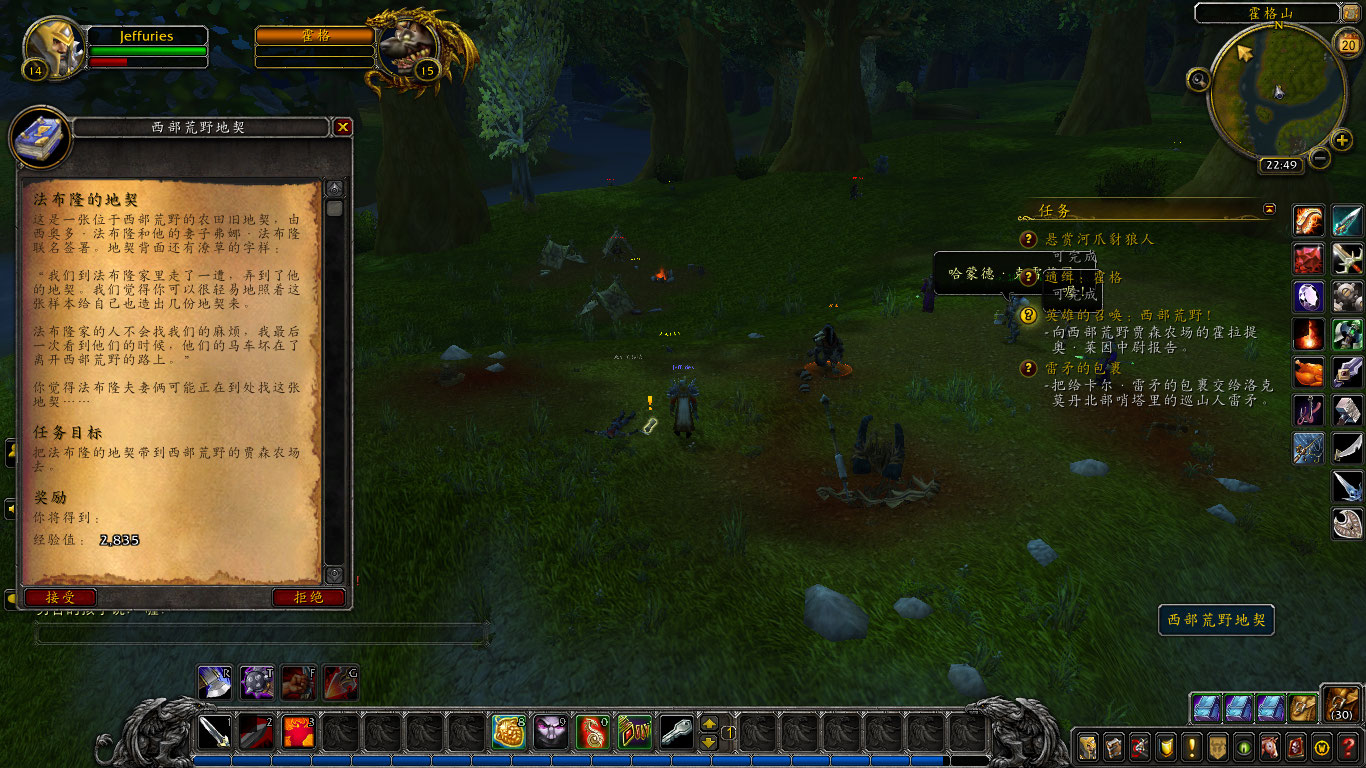 Jeffuries
14
霍格
15
霍格山
N
20
22:49
西部荒野地契
法布隆的地契
这是一张位于西部荒野的农田旧地契，由
西奥多·法布隆和他的妻子弗娜·法布隆
联名签署。地契背面还有潦草的字样：
“我们到法布隆家里走了一遭，弄到了他
的地契。我们觉得你可以很轻易地照着这
张样本给自己也造出几份地契来。
法布隆家的人不会找我们的麻烦，我最后
一次看到他们的时候，他们的马车坏在了
离开西部荒野的路上。”
你觉得法布隆夫妻俩可能正在到处找这张
地契……
任务目标
把法布隆的地契带到西部荒野的贾森农场
去。
奖励
你将得到：
经验值： 2,835
接受
拒绝
任务
悬赏河爪豺狼人
可完成
通缉：霍格
可完成
英雄的召唤：西部荒野！
-向西部荒野贾森农场的霍拉提
奥·莱因中尉报告。
雷矛的包裹
-把给卡尔·雷矛的包裹交给洛克
莫丹北部哨塔里的巡山人雷矛。
哈蒙德·
喔！
西部荒野地契
R
T
F
G
2
3
8
9
0
1
(30)